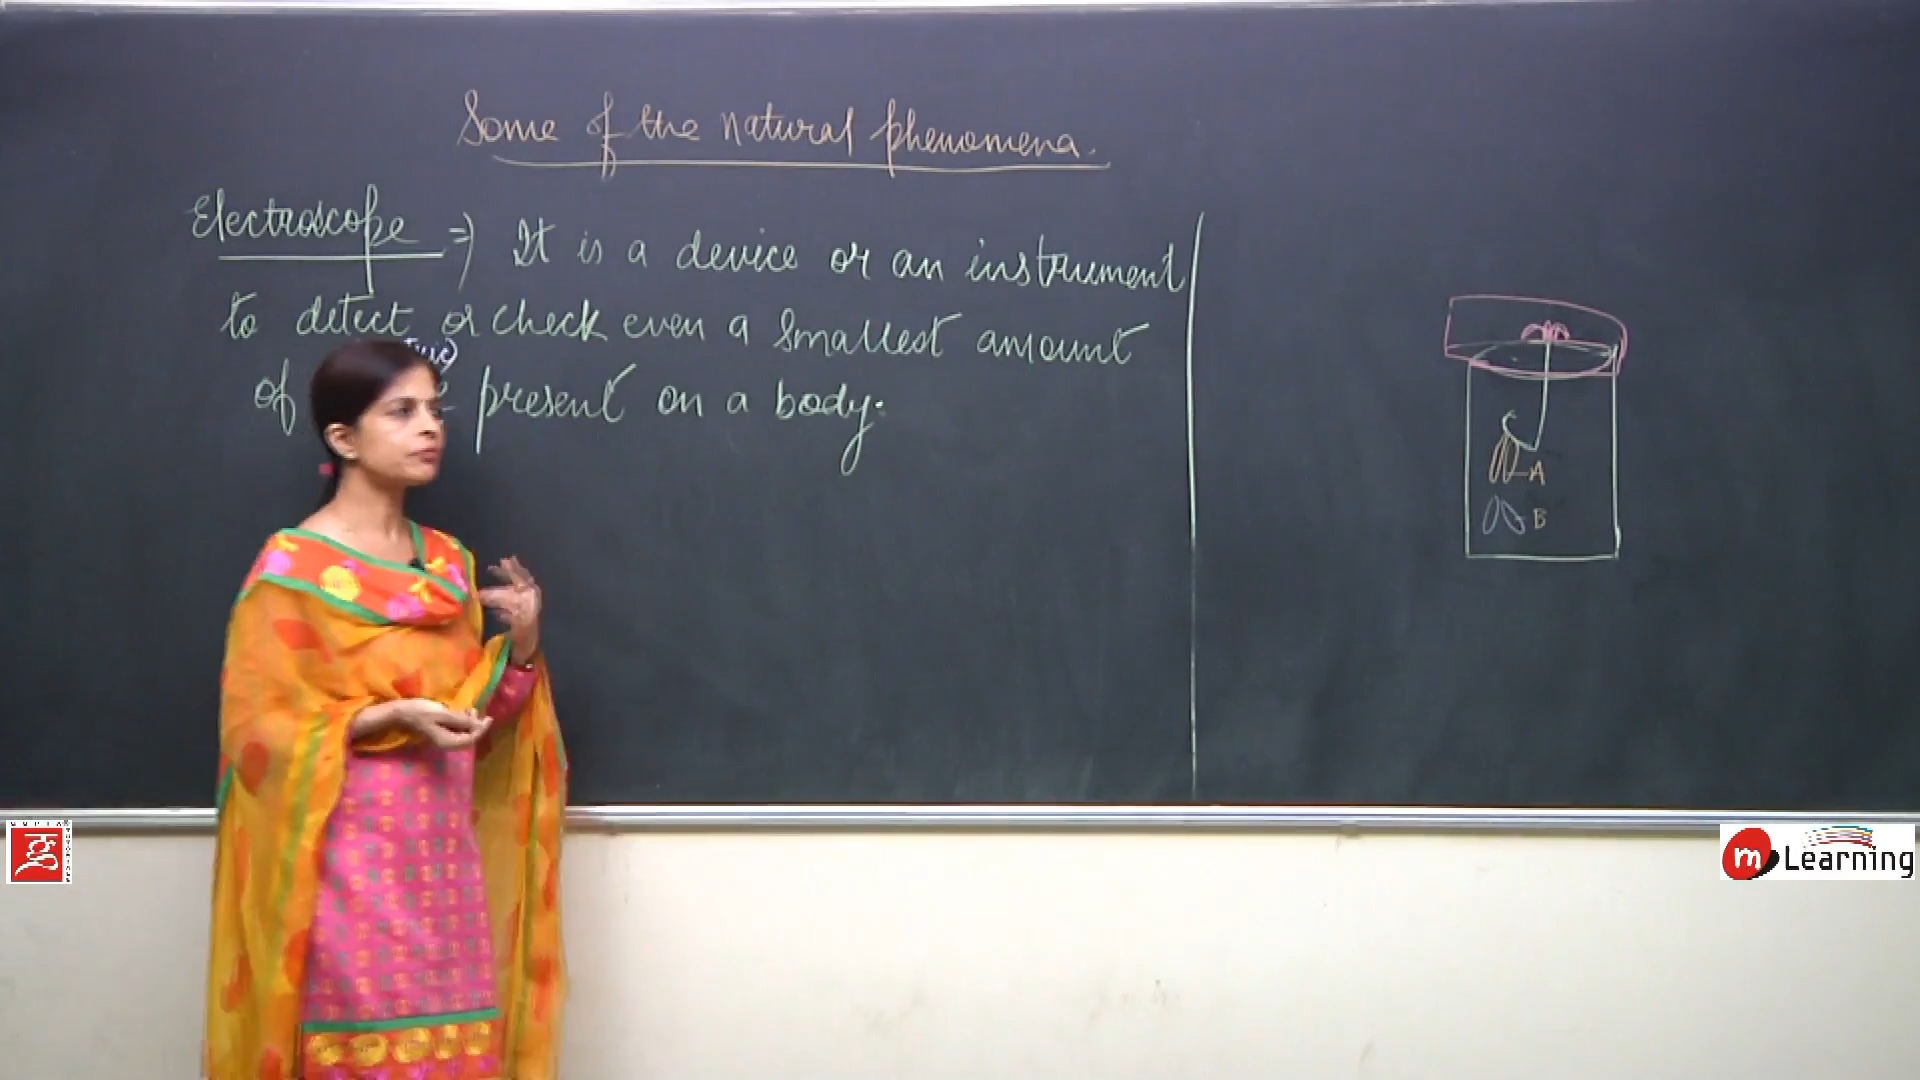 Some of the natural phenomena.
Electroscope => It is a device or an instrument
to detect or check even a smallest amount
of present on a body.
A
B
m Learning